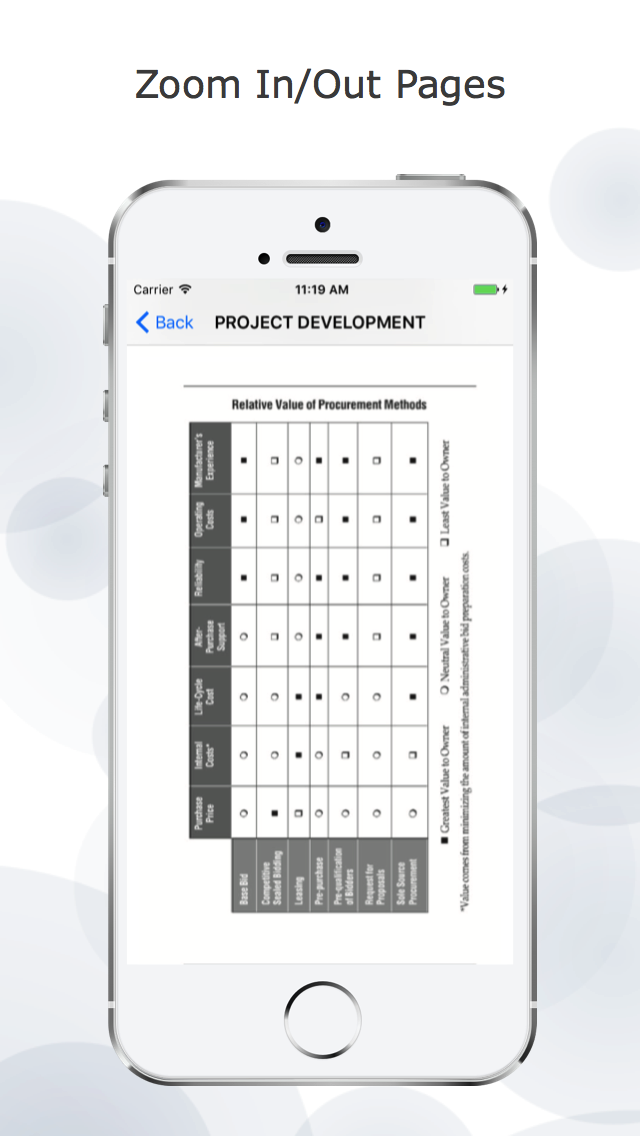 Zoom In/Out Pages
Carrier
11:19 AM
Back
PROJECT DEVELOPMENT
Relative Value of Procurement Methods
Purchase
Price
Internal
Costs*
Life-Cycle
Cost
After-
Purchase
Support
Reliability
Operating
Costs
Manufacturer's
Experience
Base Bid
Competitive
Sealed Bidding
Leasing
Pre-purchase
Pre-qualification
of Bidders
Request for
Proposals
Sole Source
Procurement
■ Greatest Value to Owner ❍ Neutral Value to Owner ❑ Least Value to Owner
*Value comes from minimizing the amount of internal administrative bid preparation costs.